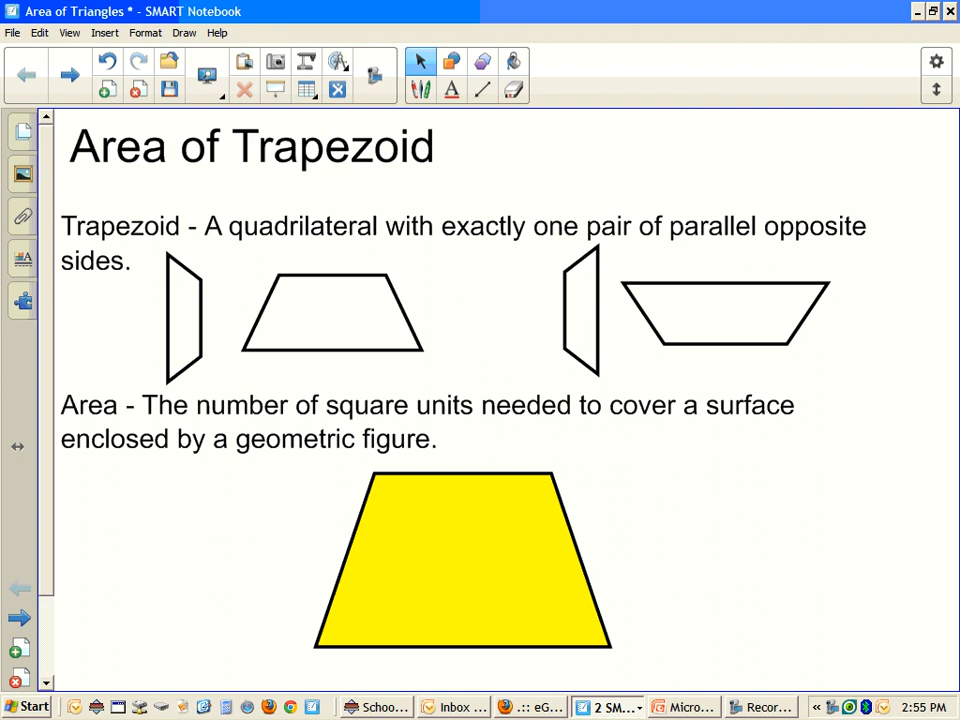 Area of Triangles * - SMART Notebook
File Edit View Insert Format Draw Help
Area of Trapezoid
Trapezoid - A quadrilateral with exactly one pair of parallel opposite
sides.
Area - The number of square units needed to cover a surface
enclosed by a geometric figure.
Start Schoo... Inbox ... .:: eG... 2 SM... Micro... Recor... « 2:55 PM